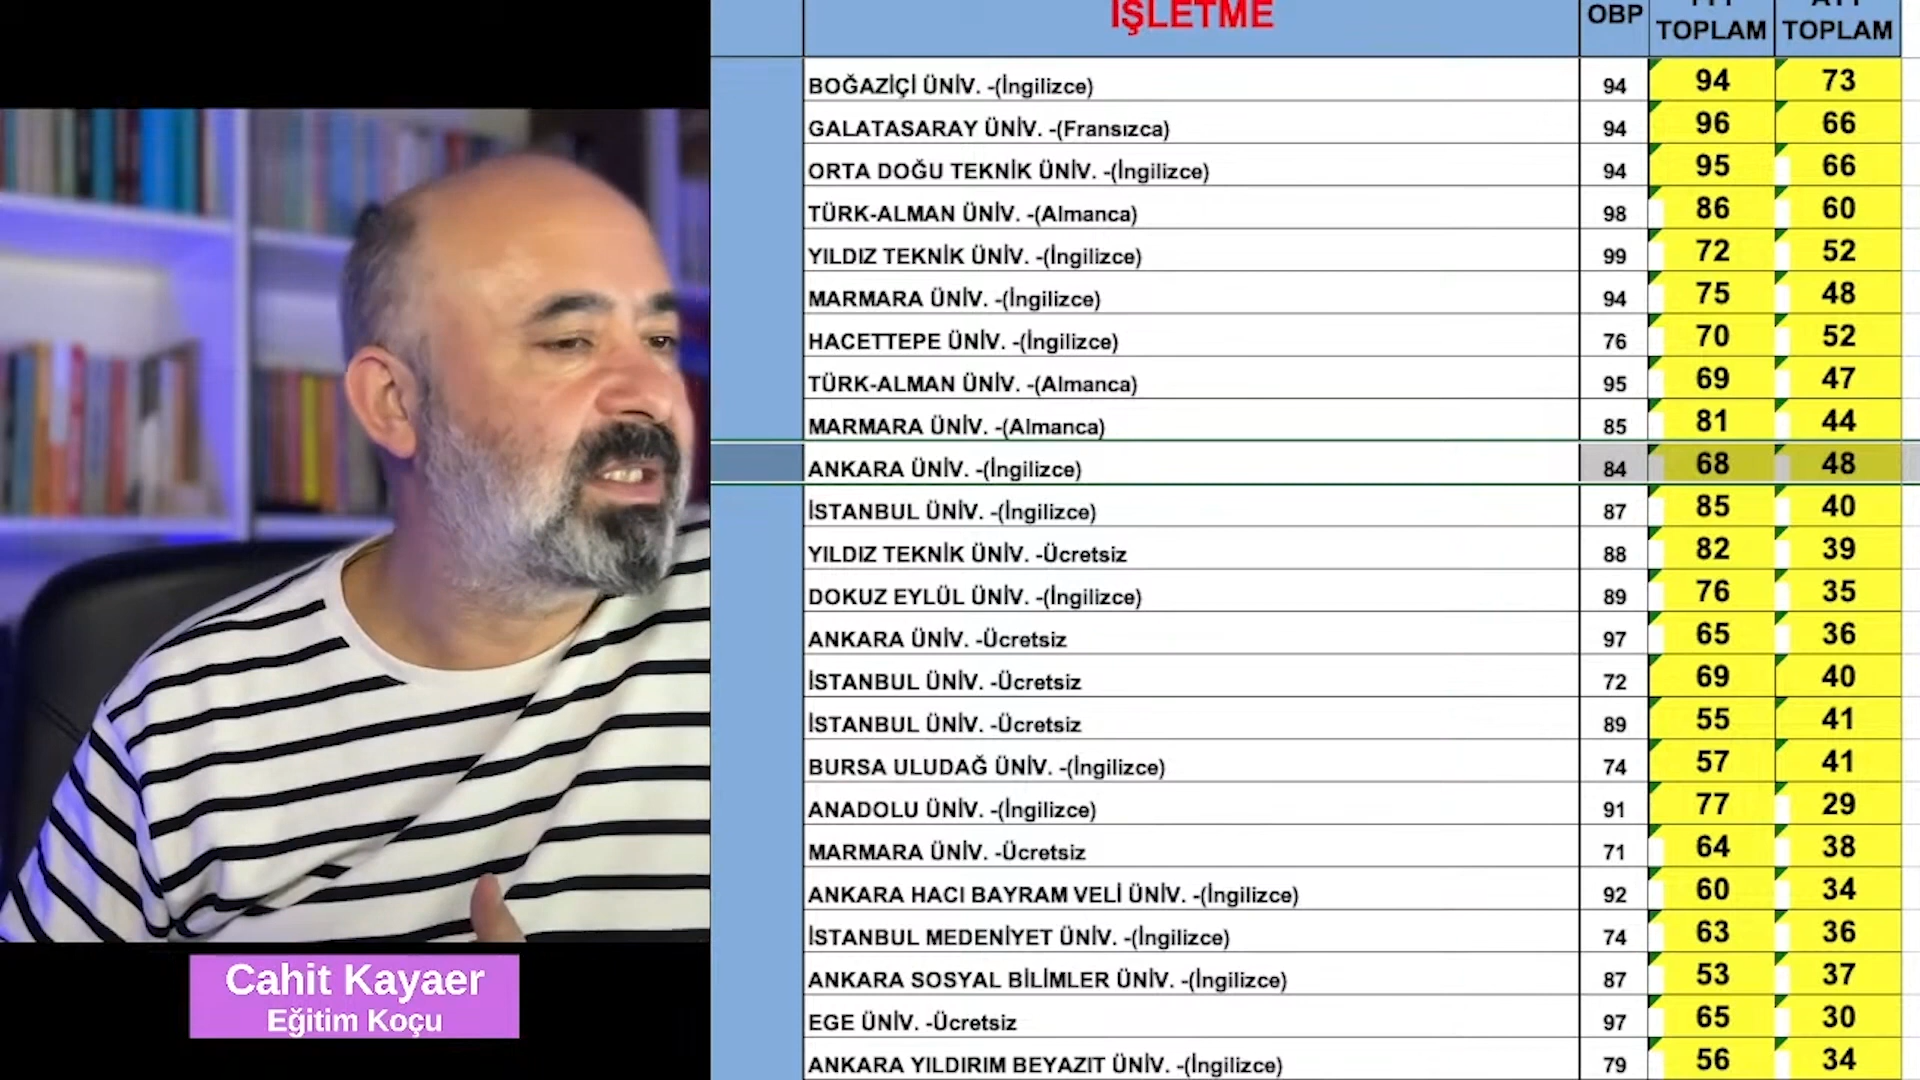 İŞLETME OBP TYT TOPLAM AYT TOPLAM
BOĞAZİÇİ ÜNİV. -(İngilizce) 94 94 73
GALATASARAY ÜNİV. -(Fransızca) 94 96 66
ORTA DOĞU TEKNİK ÜNİV. -(İngilizce) 94 95 66
TÜRK-ALMAN ÜNİV. -(Almanca) 98 86 60
YILDIZ TEKNİK ÜNİV. -(İngilizce) 99 72 52
MARMARA ÜNİV. -(İngilizce) 94 75 48
HACETTEPE ÜNİV. -(İngilizce) 76 70 52
TÜRK-ALMAN ÜNİV. -(Almanca) 95 69 47
MARMARA ÜNİV. -(Almanca) 85 81 44
ANKARA ÜNİV. -(İngilizce) 84 68 48
İSTANBUL ÜNİV. -(İngilizce) 87 85 40
YILDIZ TEKNİK ÜNİV. -Ücretsiz 88 82 39
DOKUZ EYLÜL ÜNİV. -(İngilizce) 89 76 35
ANKARA ÜNİV. -Ücretsiz 97 65 36
İSTANBUL ÜNİV. -Ücretsiz 72 69 40
İSTANBUL ÜNİV. -Ücretsiz 89 55 41
BURSA ULUDAĞ ÜNİV. -(İngilizce) 74 57 41
ANADOLU ÜNİV. -(İngilizce) 91 77 29
MARMARA ÜNİV. -Ücretsiz 71 64 38
ANKARA HACI BAYRAM VELİ ÜNİV. -(İngilizce) 92 60 34
İSTANBUL MEDENİYET ÜNİV. -(İngilizce) 74 63 36
ANKARA SOSYAL BİLİMLER ÜNİV. -(İngilizce) 87 53 37
EGE ÜNİV. -Ücretsiz 97 65 30
ANKARA YILDIRIM BEYAZIT ÜNİV. -(İngilizce) 79 56 34
Cahit Kayaer
Eğitim Koçu